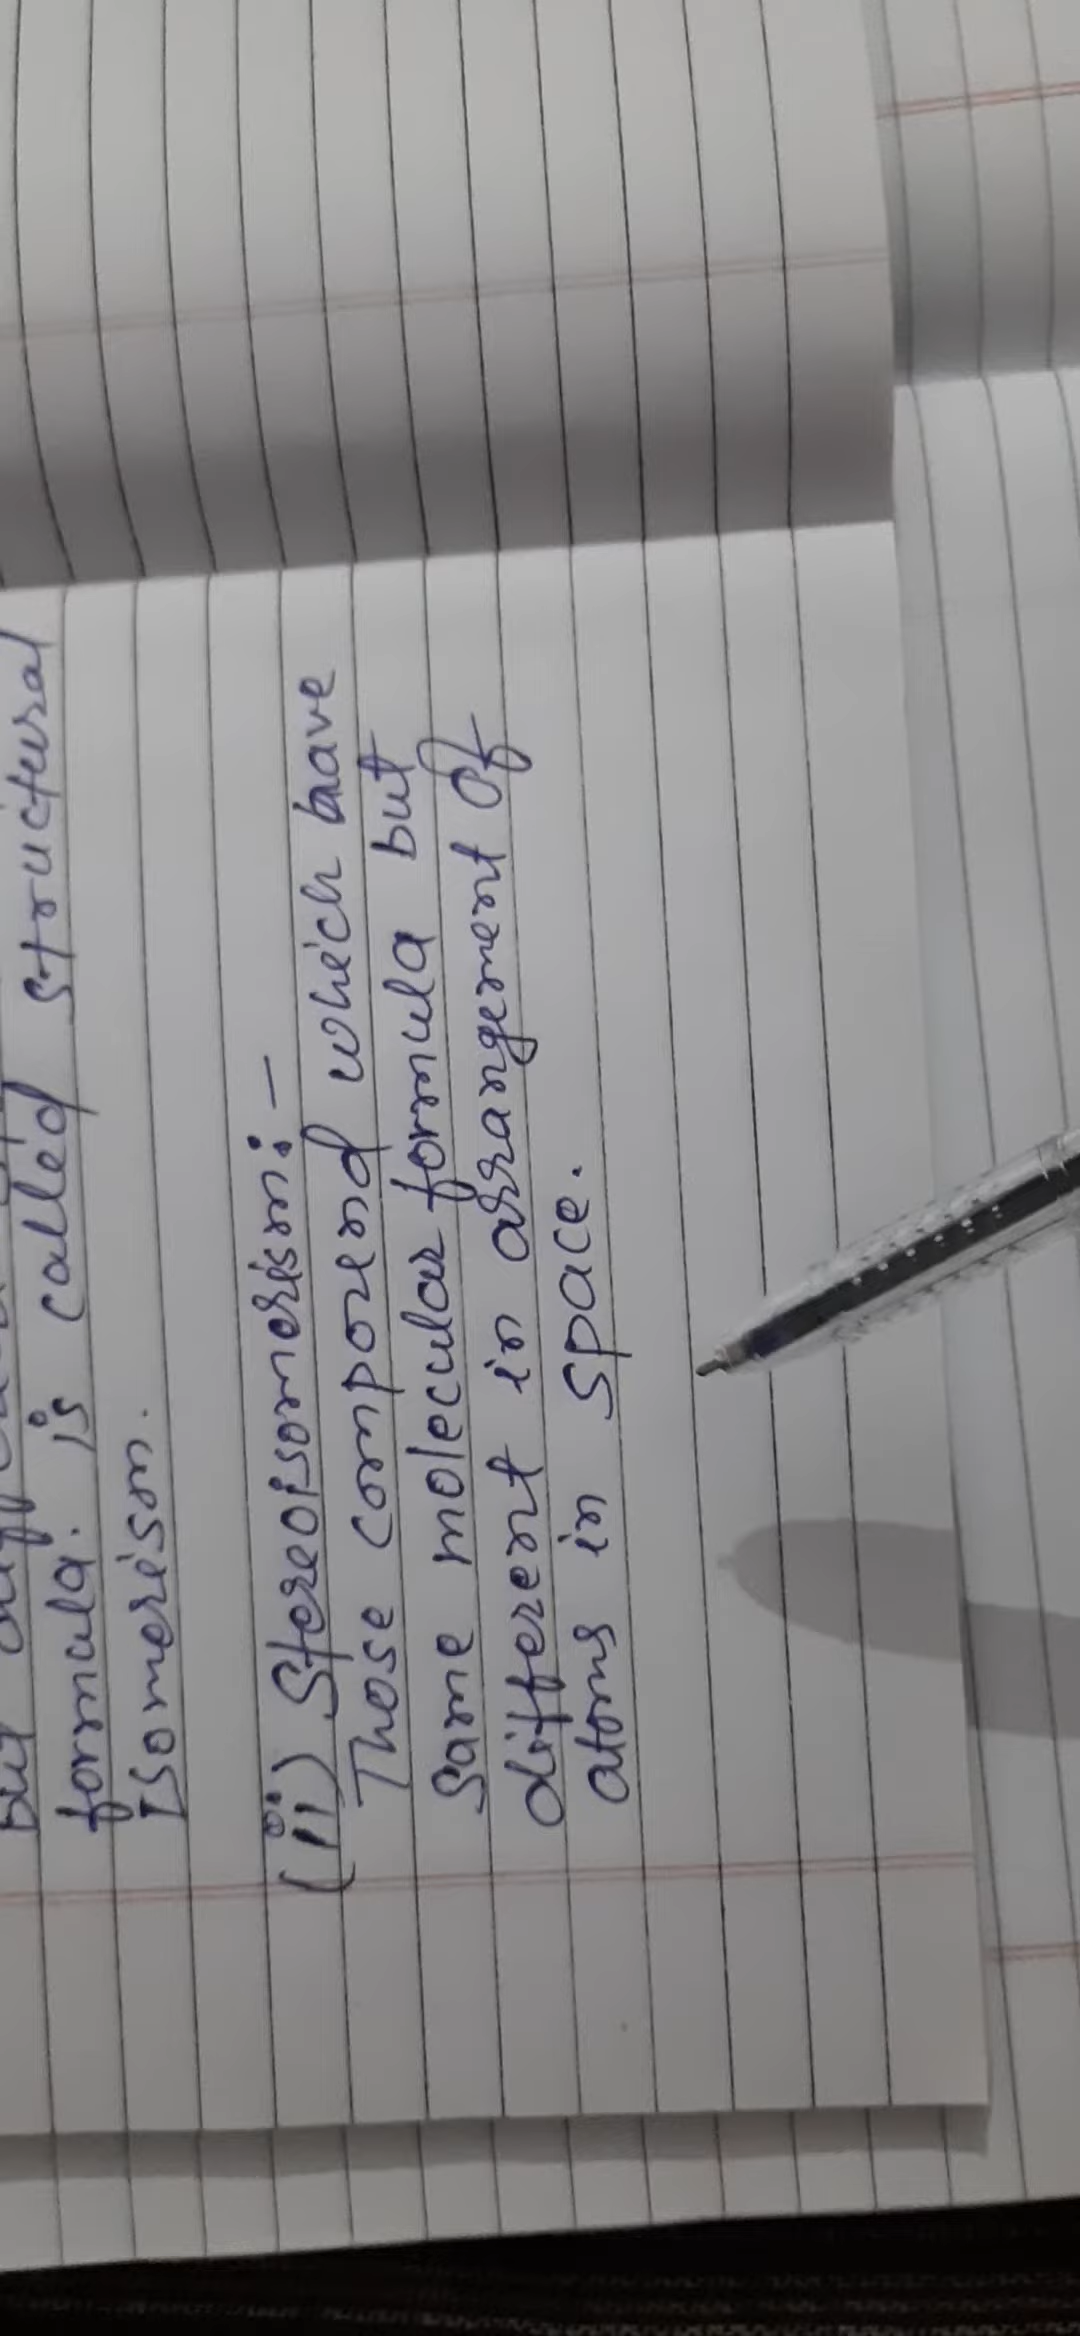 but
formula. is called structural
Isomerism.
(ii) Stereoisomerism:-
Those compound which have
same molecular formula but
different in arrangement of
atoms in space.